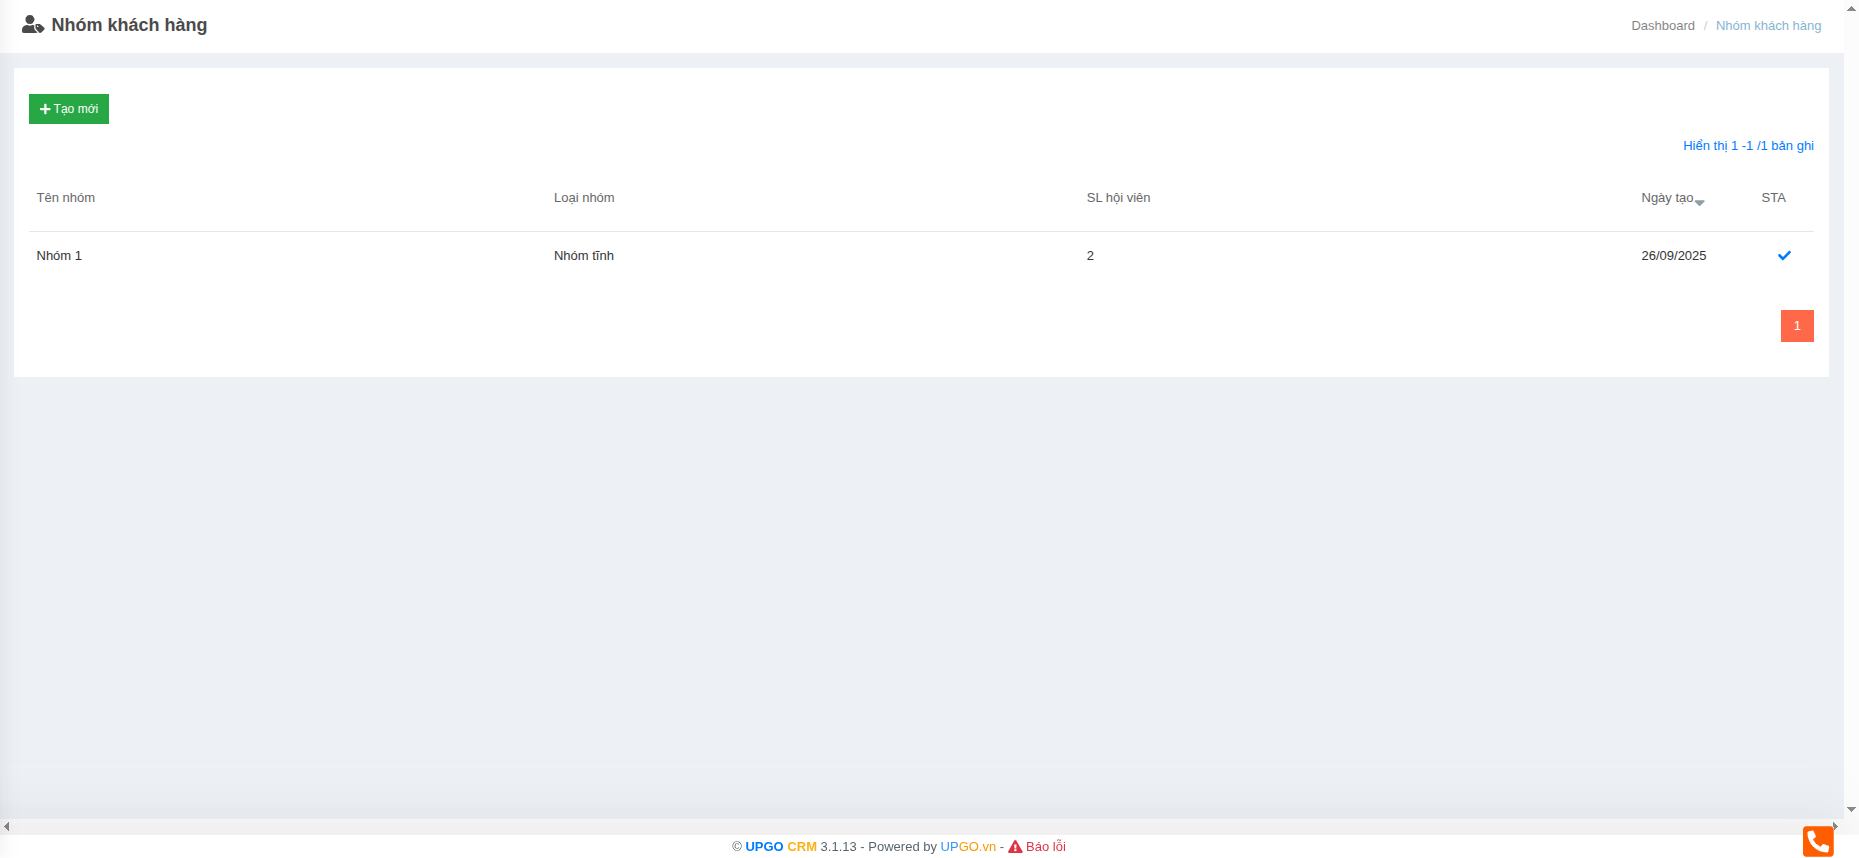 Nhóm khách hàng
Dashboard / Nhóm khách hàng
Tạo mới
Hiển thị 1 -1 /1 bản ghi
Tên nhóm Loại nhóm SL hội viên Ngày tạo STA
Nhóm 1 Nhóm tĩnh 2 26/09/2025
1
© UPGO CRM 3.1.13 - Powered by UPGO.vn - Báo lỗi